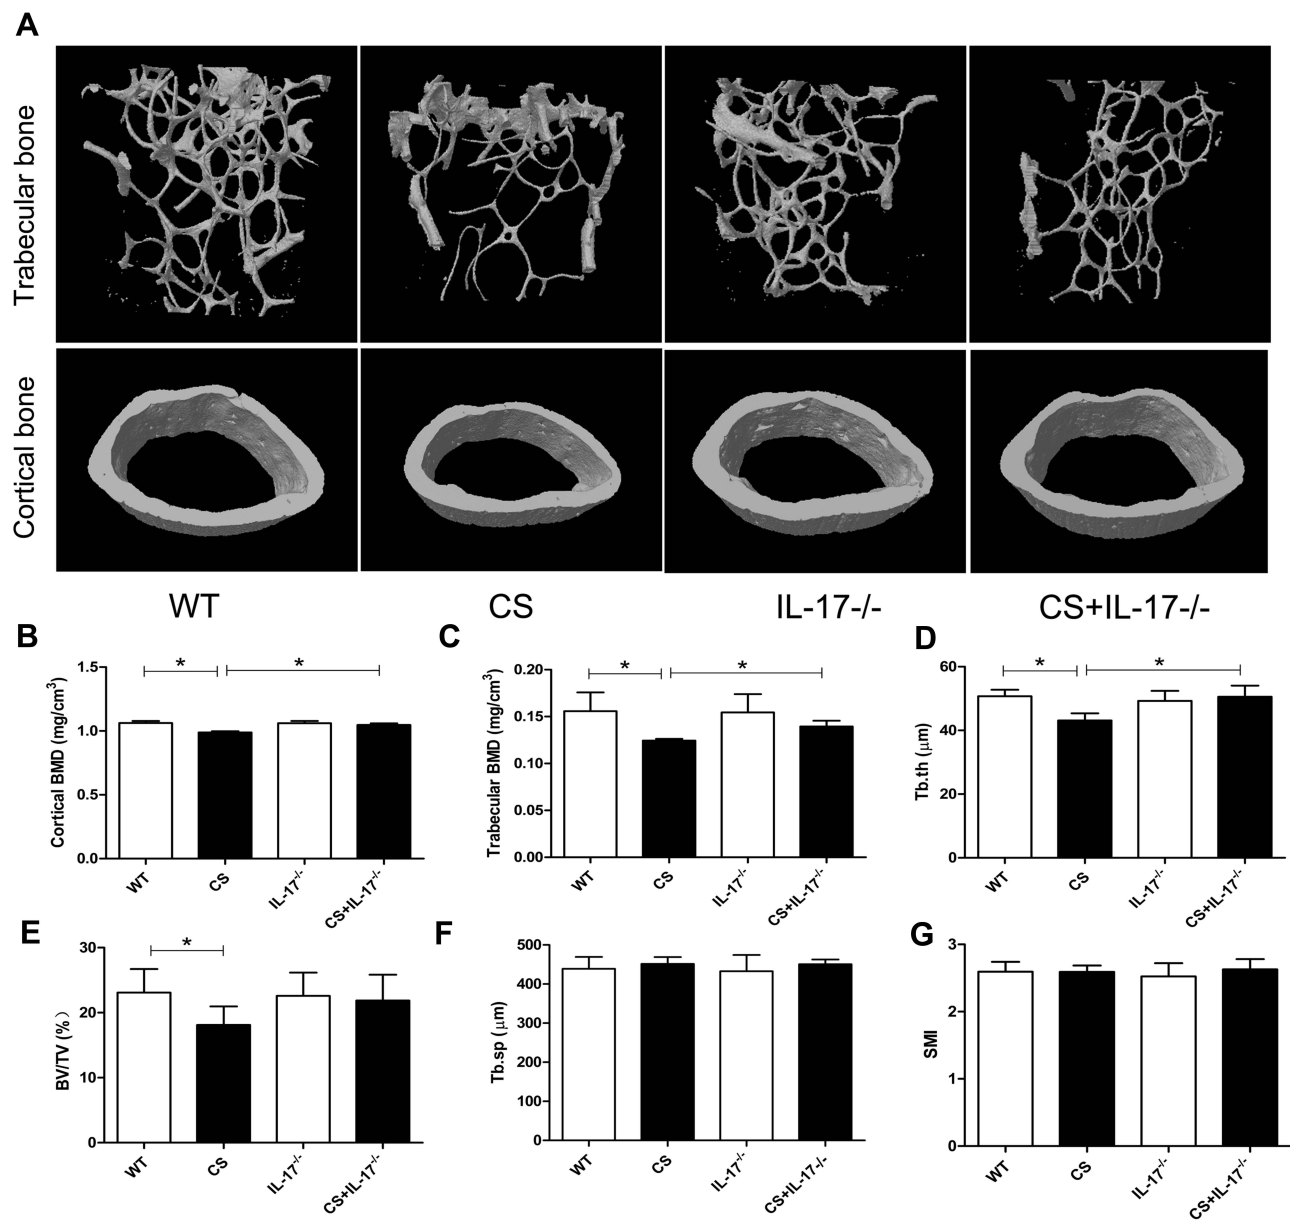 A
Trabecular bone
Cortical bone
WT
CS
IL-17-/-
CS+IL-17-/-
B
Cortical BMD (mg/cm³)
1.5
1.0
0.5
0.0
*
*
WT
CS
IL-17⁻/⁻
CS+IL-17⁻/⁻
C
Trabecular BMD (mg/cm³)
0.20
0.15
0.10
0.05
0.00
*
*
WT
CS
IL-17⁻/⁻
CS+IL-17⁻/⁻
D
Tb.th (μm)
60
40
20
0
*
*
WT
CS
IL-17⁻/⁻
CS+IL-17⁻/⁻
E
BV/TV (%)
30
20
10
0
*
WT
CS
IL-17⁻/⁻
CS+IL-17⁻/⁻
F
Tb.sp (μm)
500
400
300
200
100
0
WT
CS
IL-17⁻/⁻
CS+IL-17-/-
G
SMI
3
2
1
0
WT
CS
IL-17⁻/⁻
CS+IL-17⁻/⁻